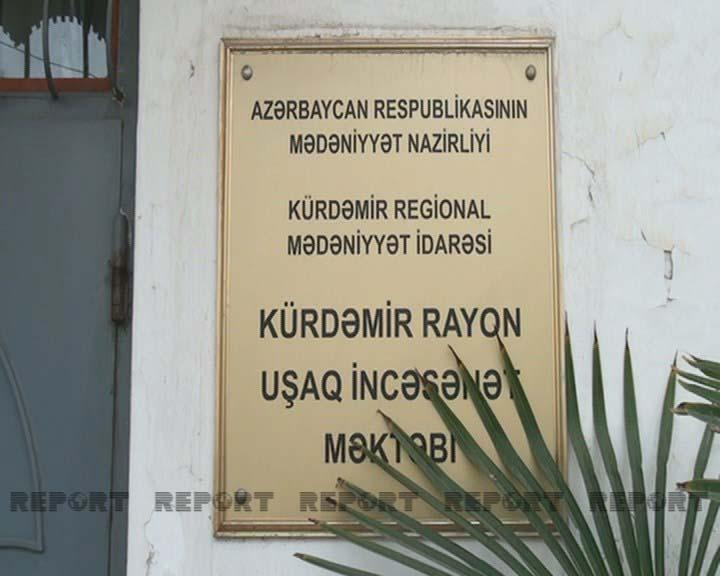 AZƏRBAYCAN RESPUBLİKASININ
MƏDƏNİYYƏT NAZİRLİYİ
KÜRDƏMİR REGIONAL
MƏDƏNİYYƏT İDARƏSİ
KÜRDƏMİR RAYON
UŞAQ İNCƏSƏNƏT
MƏKTƏBİ
REPORT REPORT REPORT REPORT REPORT